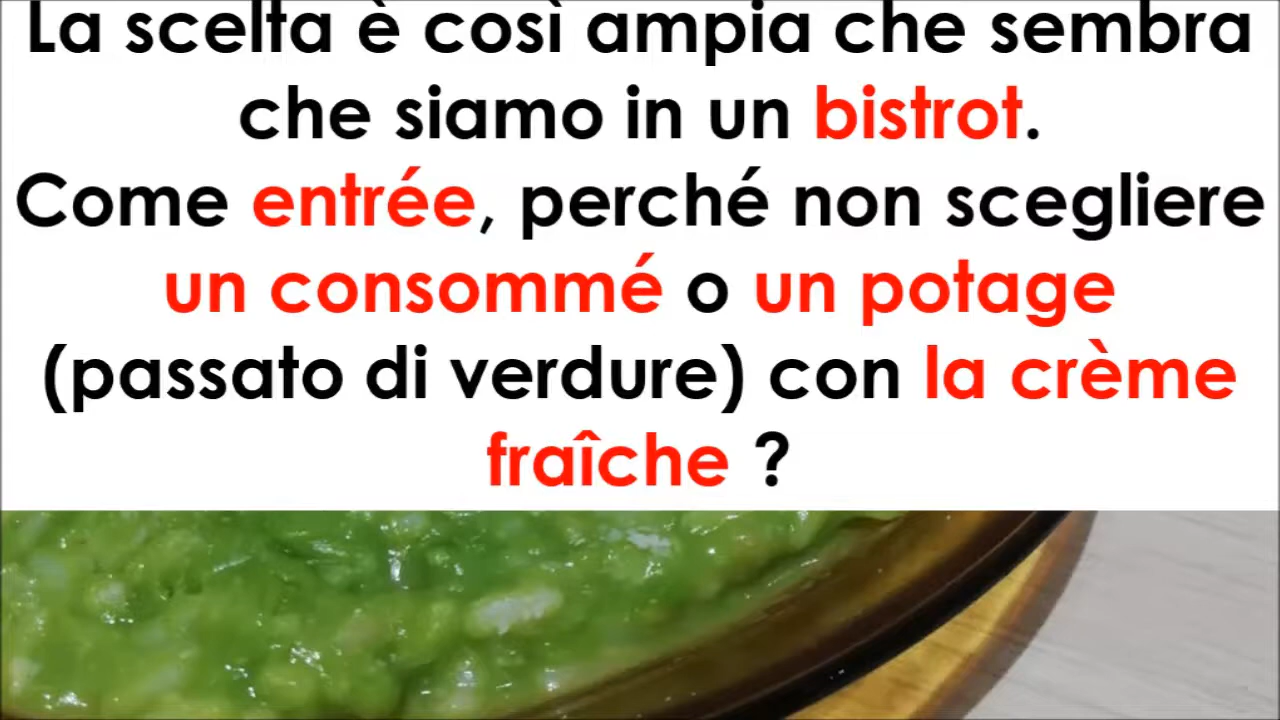 La scelta è così ampia che sembra
che siamo in un bistrot.
Come entrée, perché non scegliere
un consommé o un potage
(passato di verdure) con la crème
fraîche ?